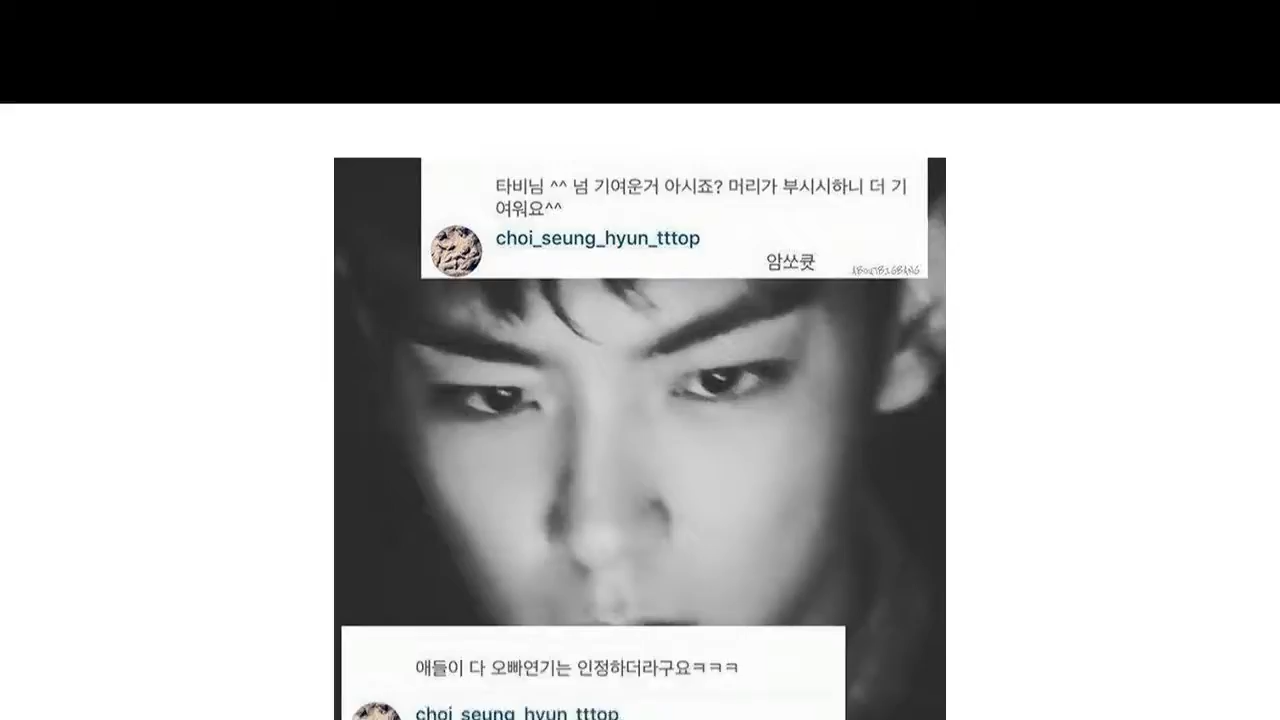 타비님 ^^ 넘 기여운거 아시죠? 머리가 부시시하니 더 기
여워요^^
choi_seung_hyun_tttop
암쏘큣
ABOUTBIGBANG
애들이 다 오빠연기는 인정하더라구요ㅋㅋㅋ
choi_seung_hyun_tttop